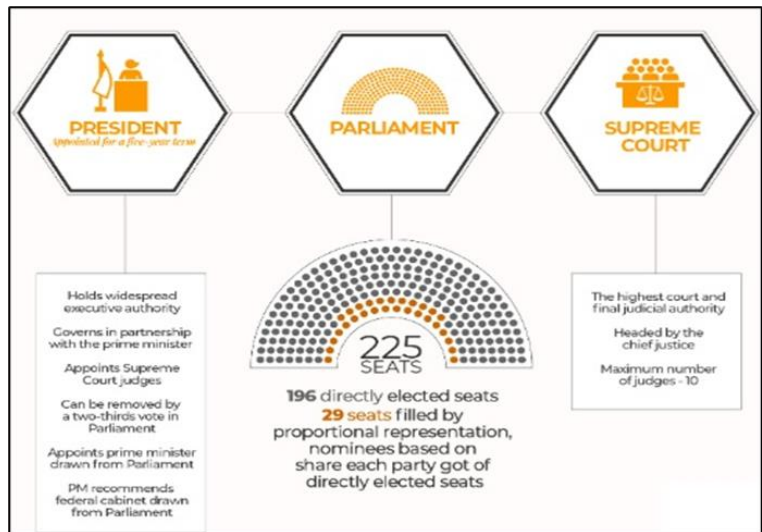 PRESIDENT
Appointed for a five-year term
PARLIAMENT
SUPREME
COURT
Holds widespread
executive authority
Governs in partnership
with the prime minister
Appoints Supreme
Court judges
Can be removed by
a two-thirds vote in
Parliament
Appoints prime minister
drawn from Parliament
PM recommends
federal cabinet drawn
from Parliament
225
SEATS
196 directly elected seats
29 seats filled by
proportional representation,
nominees based on
share each party got of
directly elected seats
The highest court and
final judicial authority
Headed by the
chief justice
Maximum number
of judges - 10